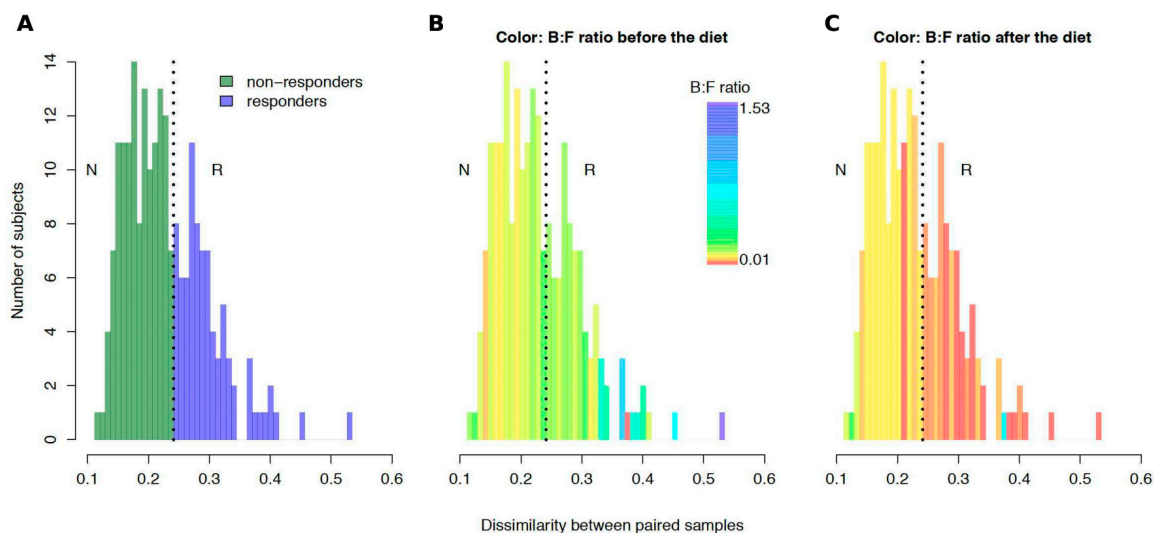 A
B
C
Color: B:F ratio before the diet
Color: B:F ratio after the diet
Number of subjects
14
12
10
8
6
4
2
0
non−responders
responders
N
R
0.1 0.2 0.3 0.4 0.5 0.6
B:F ratio
1.53
0.01
N
R
0.1 0.2 0.3 0.4 0.5 0.6
N
R
0.1 0.2 0.3 0.4 0.5 0.6
Dissimilarity between paired samples